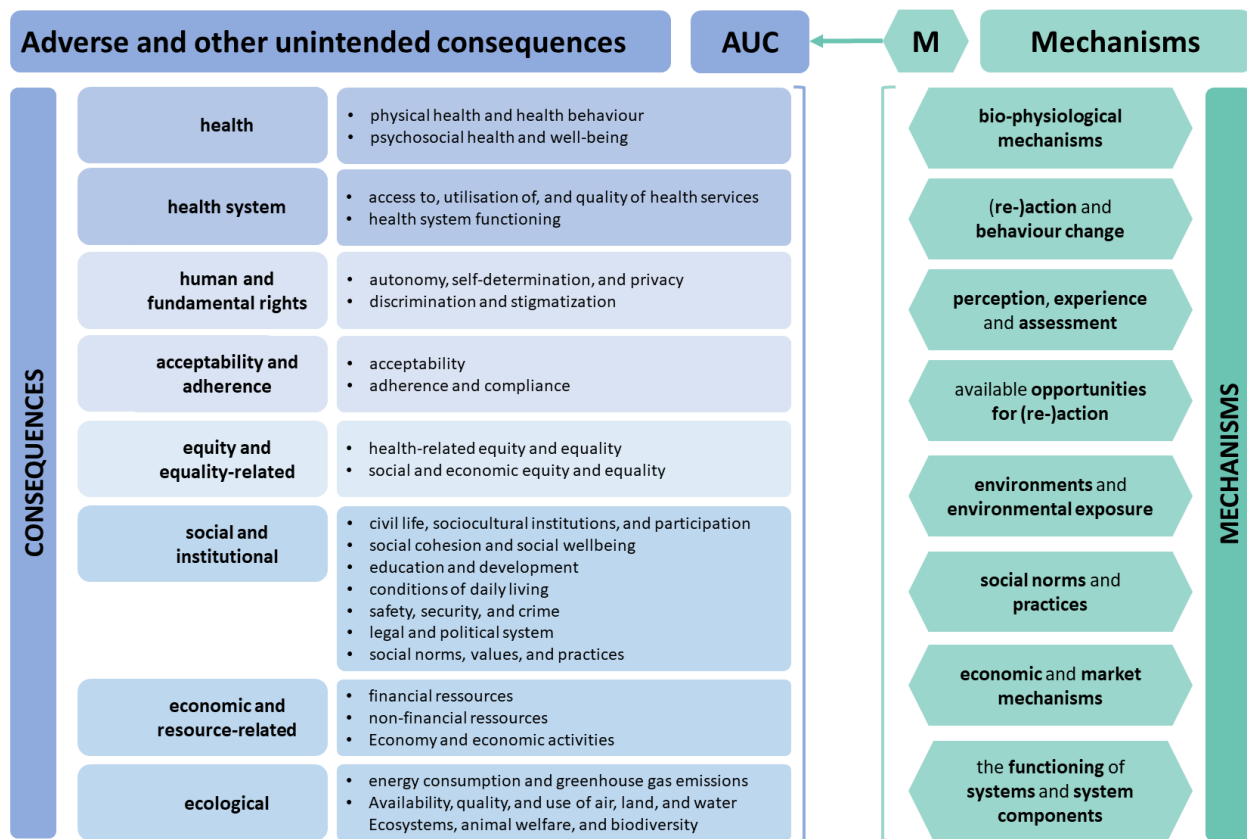 Adverse and other unintended consequences
AUC
M
Mechanisms
CONSEQUENCES
health
• physical health and health behaviour
• psychosocial health and well-being
health system
• access to, utilisation of, and quality of health services
• health system functioning
human and
fundamental rights
• autonomy, self-determination, and privacy
• discrimination and stigmatization
acceptability and
adherence
• acceptability
• adherence and compliance
equity and
equality-related
• health-related equity and equality
• social and economic equity and equality
social and
institutional
• civil life, sociocultural institutions, and participation
• social cohesion and social wellbeing
• education and development
• conditions of daily living
• safety, security, and crime
• legal and political system
• social norms, values, and practices
economic and
resource-related
• financial ressources
• non-financial ressources
• Economy and economic activities
ecological
• energy consumption and greenhouse gas emissions
• Availability, quality, and use of air, land, and water
Ecosystems, animal welfare, and biodiversity
bio-physiological
mechanisms
(re-)action and
behaviour change
perception, experience
and assessment
available opportunities
for (re-)action
environments and
environmental exposure
social norms and
practices
economic and market
mechanisms
the functioning of
systems and system
components
MECHANISMS